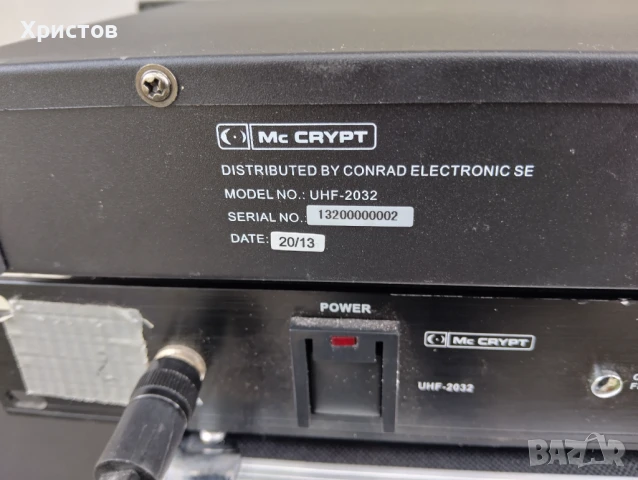 Христов
Mc CRYPT
DISTRIBUTED BY CONRAD ELECTRONIC SE
MODEL NO.: UHF-2032
SERIAL NO.: 13200000002
DATE: 20/13
POWER
Mc CRYPT
UHF-2032
BAZAR